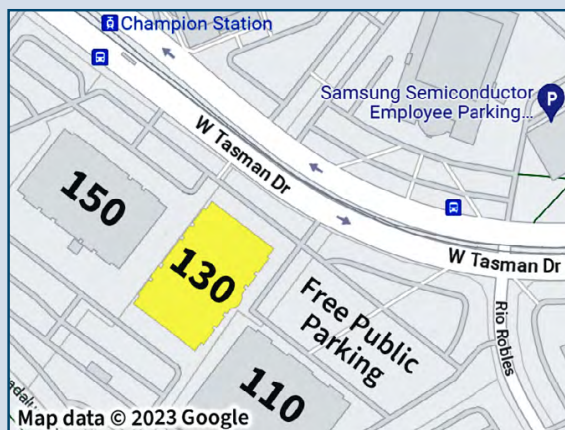 Champion Station
Samsung Semiconductor
Employee Parking...
P
W Tasman Dr
150
W Tasman Dr
130
Free Public
Parking
Rio Robles
110
Map data © 2023 Google